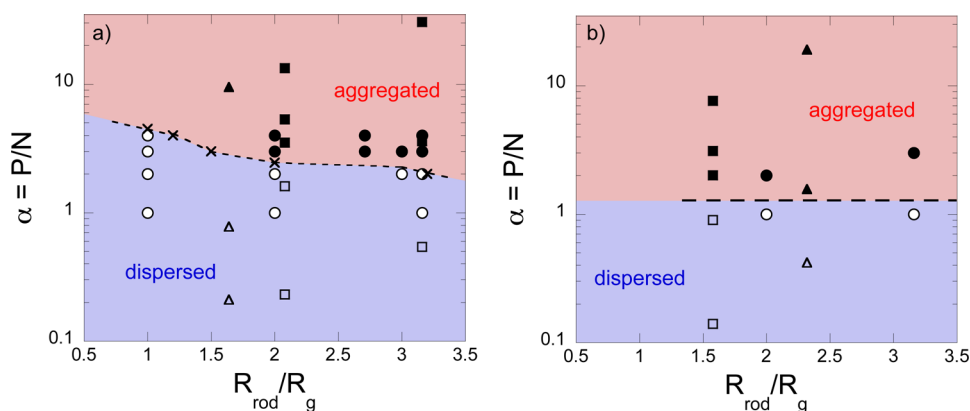 a)
aggregated
dispersed
10
1
0.1
0.5 1 1.5 2 2.5 3 3.5
α = P/N
R_rod/R_g
b)
aggregated
dispersed
10
1
0.1
0.5 1 1.5 2 2.5 3 3.5
α = P/N
R_rod/R_g